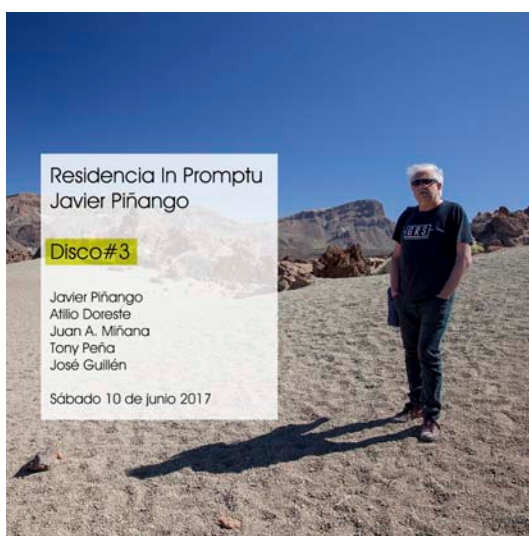 Residencia In Promptu
Javier Piñango
Disco#3
Javier Piñango
Atilio Doreste
Juan A. Miñana
Tony Peña
José Guillén
Sábado 10 de junio 2017